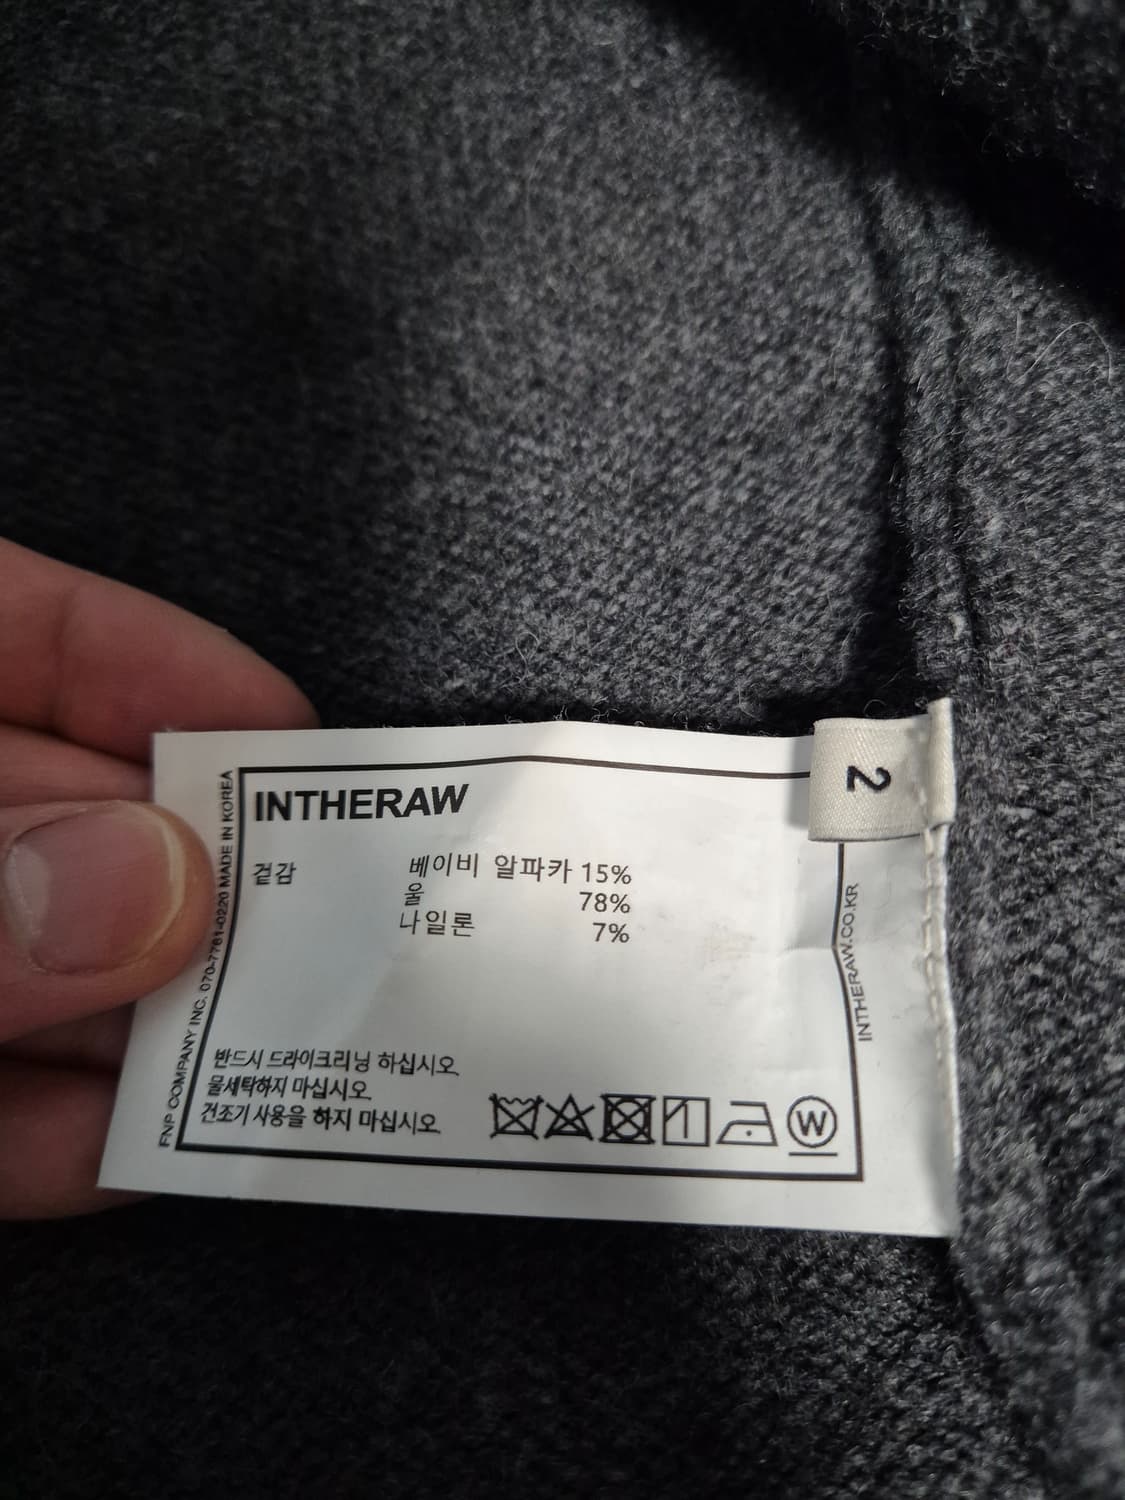 INTHERAW
2
겉감 베이비 알파카 15%
울 78%
나일론 7%
반드시 드라이크리닝 하십시오.
물세탁하지 마십시오.
건조기 사용을 하지 마십시오.
W
FNP COMPANY INC. 070-7761-0220 MADE IN KOREA
INTHERAW.CO.KR